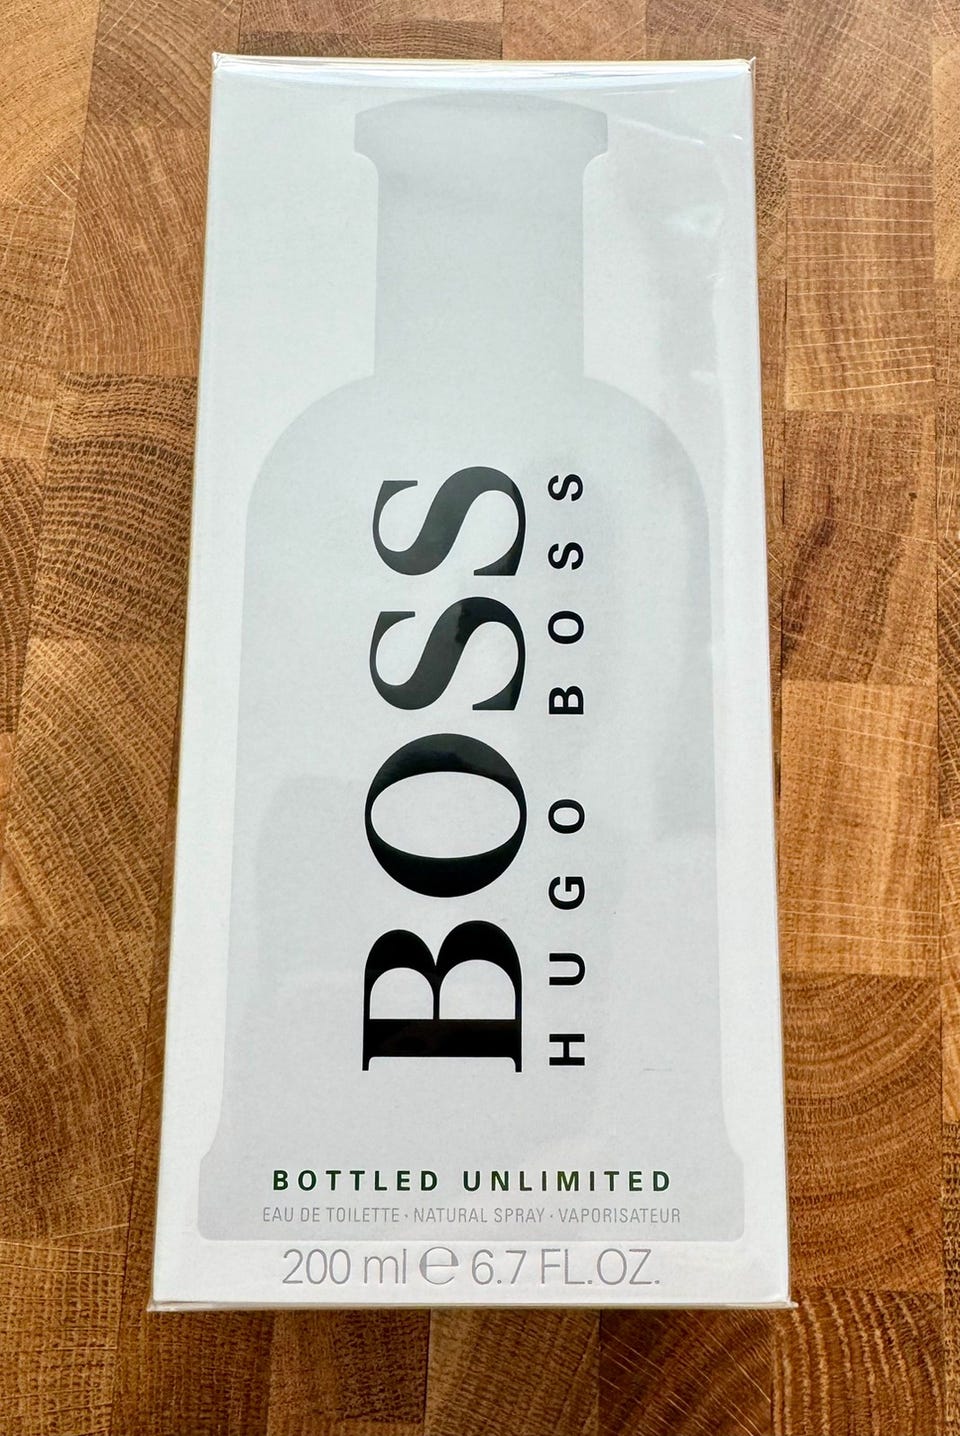 BOSS
HUGO BOSS
BOTTLED UNLIMITED
EAU DE TOILETTE · NATURAL SPRAY · VAPORISATEUR
200 ml ℮ 6.7 FL.OZ.